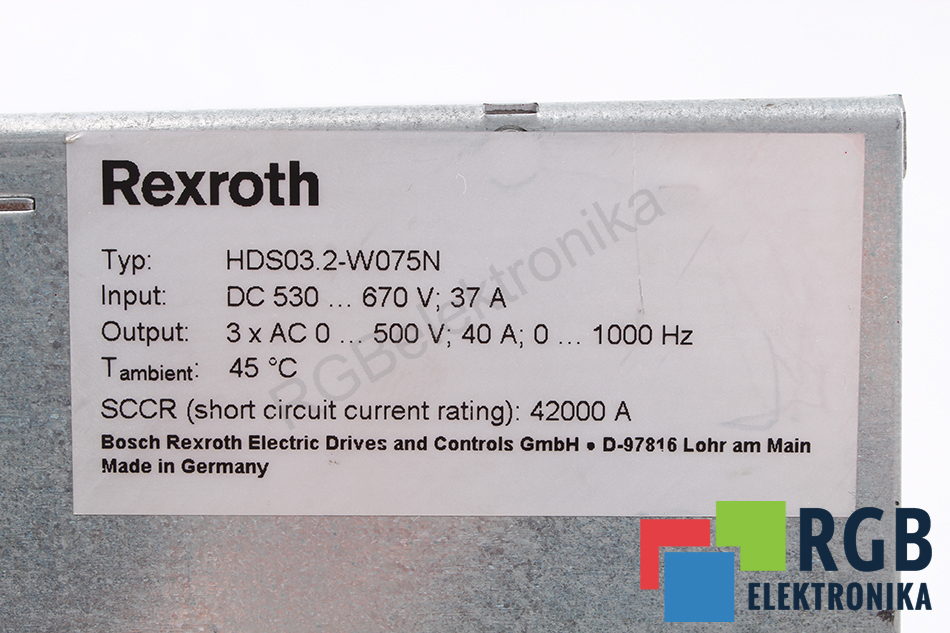 Rexroth
Typ: HDS03.2-W075N
Input: DC 530 ... 670 V; 37 A
Output: 3 x AC 0 ... 500 V; 40 A; 0 ... 1000 Hz
Tambient: 45 °C
SCCR (short circuit current rating): 42000 A
Bosch Rexroth Electric Drives and Controls GmbH • D-97816 Lohr am Main
Made in Germany
RGBelektronika
RGB
ELEKTRONIKA